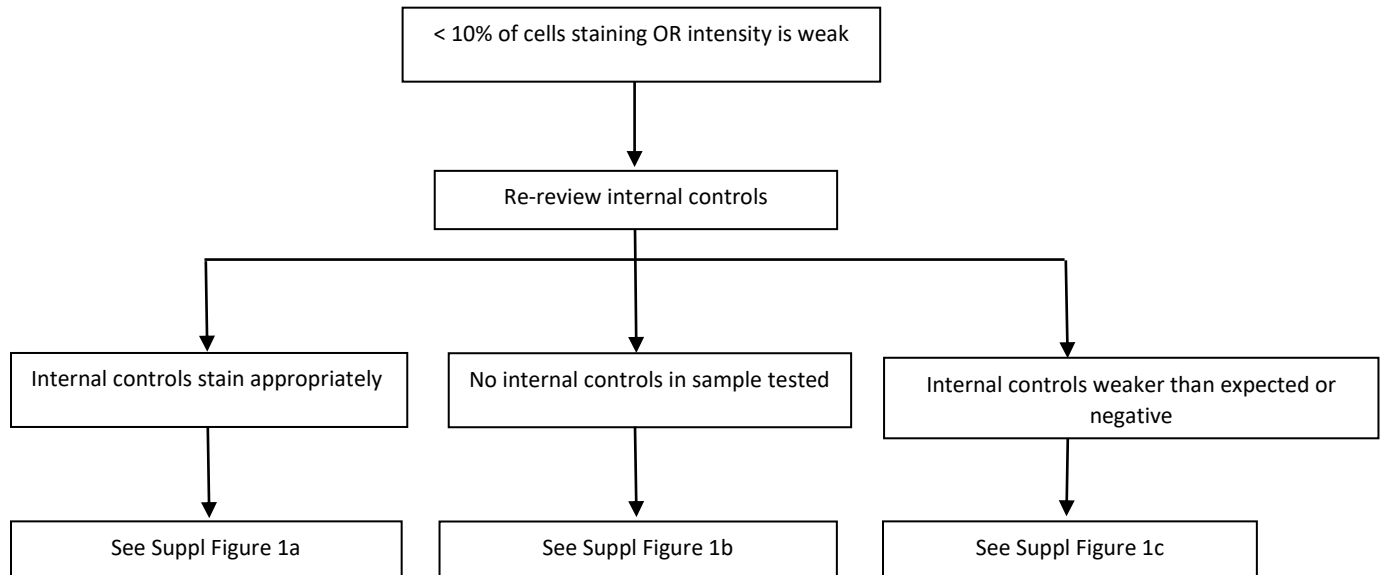 < 10% of cells staining OR intensity is weak
Re-review internal controls
Internal controls stain appropriately
No internal controls in sample tested
Internal controls weaker than expected or
negative
See Suppl Figure 1a
See Suppl Figure 1b
See Suppl Figure 1c